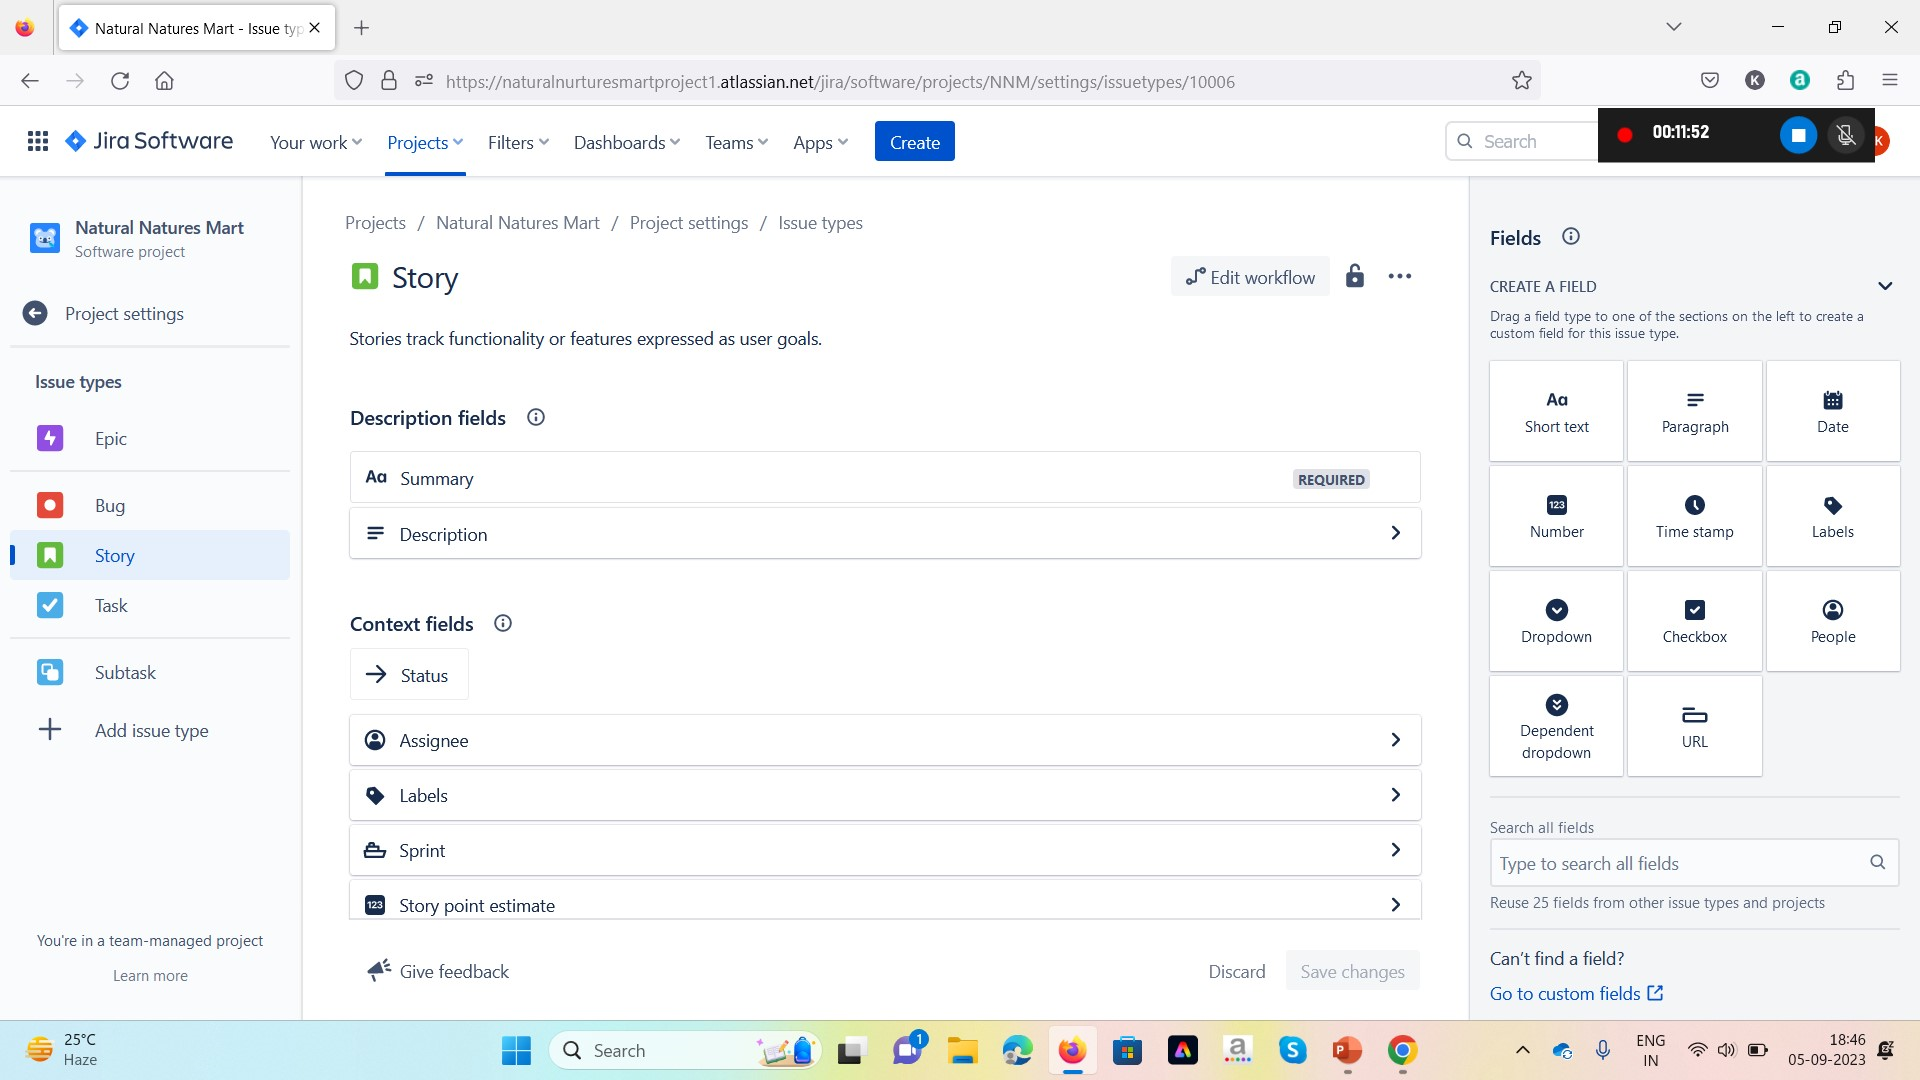 Natural Natures Mart - Issue typ
https://naturalnurturesmartproject1.atlassian.net/jira/software/projects/NNM/settings/issuetypes/10006
K
a
Jira Software
Your work
Projects
Filters
Dashboards
Teams
Apps
Create
Search
00:11:52
K
Natural Natures Mart
Software project
Project settings
Issue types
Epic
Bug
Story
Task
Subtask
Add issue type
You're in a team-managed project
Learn more
Projects / Natural Natures Mart / Project settings / Issue types
Story
Edit workflow
Stories track functionality or features expressed as user goals.
Description fields
Aa Summary
REQUIRED
Description
Context fields
Status
Assignee
Labels
Sprint
123 Story point estimate
Give feedback
Discard
Save changes
Fields
CREATE A FIELD
Drag a field type to one of the sections on the left to create a
custom field for this issue type.
Aa
Short text
Paragraph
Date
123
Number
Time stamp
Labels
Dropdown
Checkbox
People
Dependent
dropdown
URL
Search all fields
Type to search all fields
Reuse 25 fields from other issue types and projects
Can't find a field?
Go to custom fields
25°C
Haze
Search
1
a
S
P
ENG
IN
18:46
05-09-2023